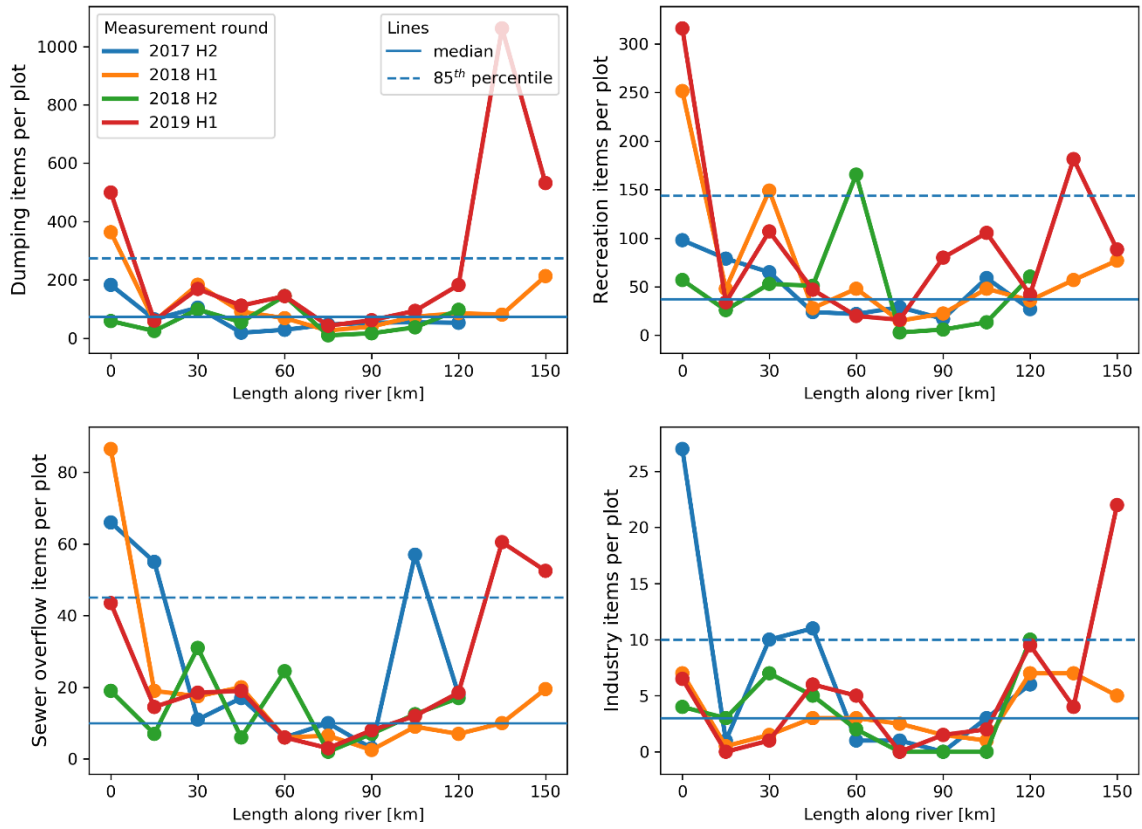 Measurement round
2017 H2
2018 H1
2018 H2
2019 H1
Lines
median
85th percentile
Dumping items per plot
1000
800
600
400
200
0
0 30 60 90 120 150
Length along river [km]
Recreation items per plot
300
250
200
150
100
50
0
0 30 60 90 120 150
Length along river [km]
Sewer overflow items per plot
80
60
40
20
0
0 30 60 90 120 150
Length along river [km]
Industry items per plot
25
20
15
10
5
0
0 30 60 90 120 150
Length along river [km]